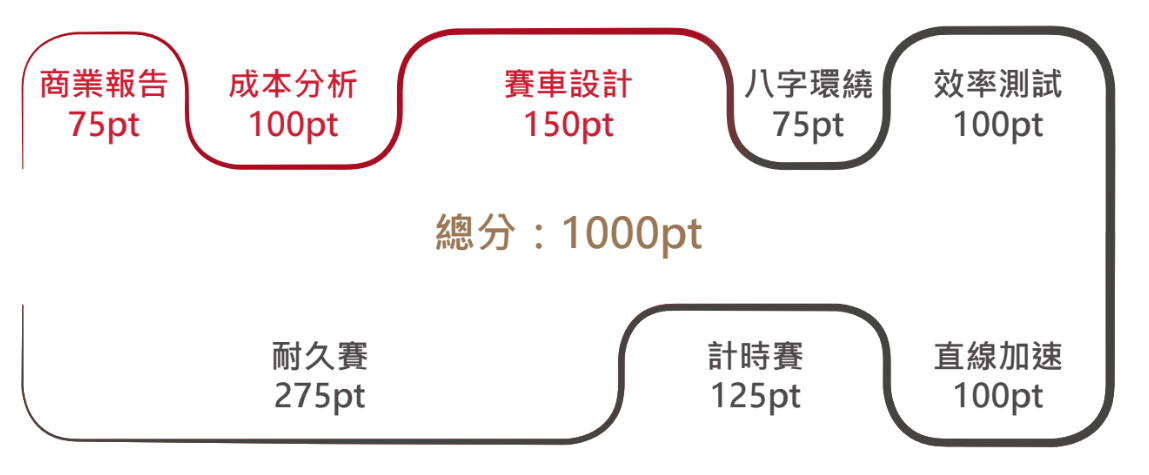 商業報告
75pt
成本分析
100pt
賽車設計
150pt
八字環繞
75pt
效率測試
100pt
總分：1000pt
耐久賽
275pt
計時賽
125pt
直線加速
100pt